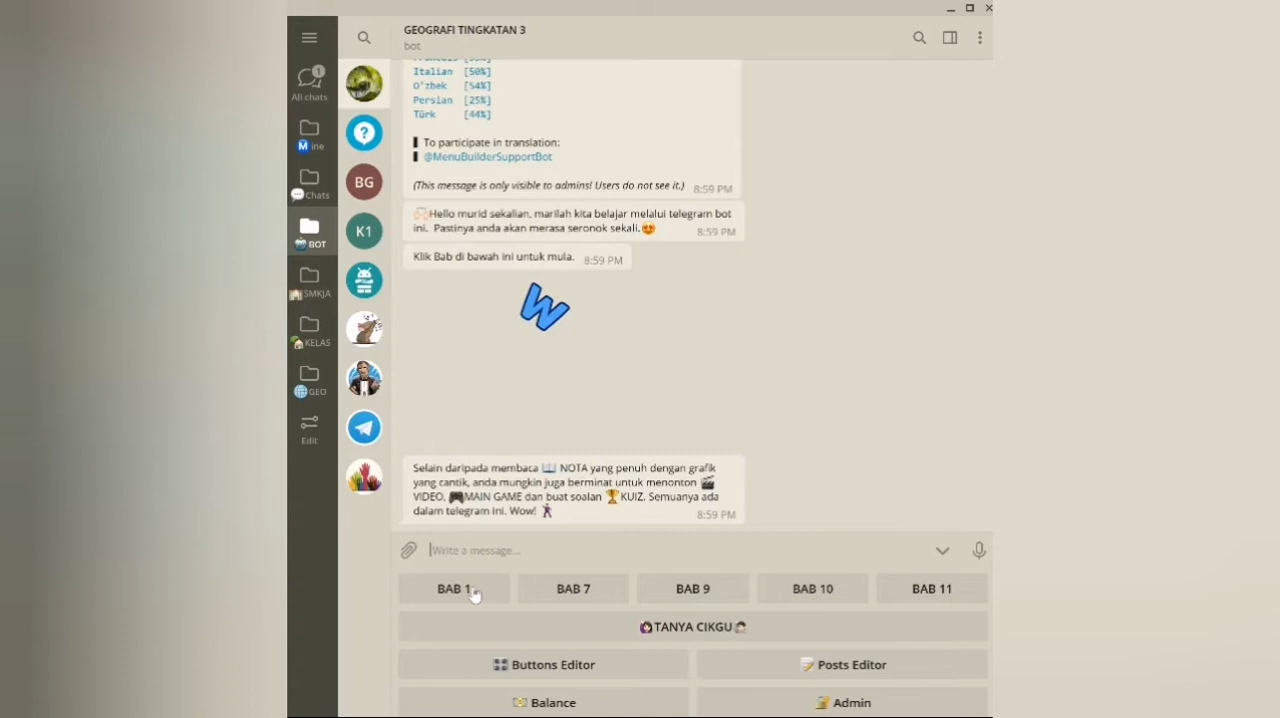 GEOGRAFI TINGKATAN 3
bot
All chats
1
Ⓜ️ine
💬Chats
BOT
SMKJA
KELAS
🌐GEO
Edit
BG
K1
Italian [50%]
O'zbek [54%]
Persian [25%]
Türk [44%]
To participate in translation:
@MenuBuilderSupportBot
(This message is only visible to admins! Users do not see it.) 8:59 PM
Hello murid sekalian, marilah kita belajar melalui telegram bot
ini. Pastinya anda akan merasa seronok sekali.😍 8:59 PM
Klik Bab di bawah ini untuk mula. 8:59 PM
W
Selain daripada membaca 📖 NOTA yang penuh dengan grafik
yang cantik, anda mungkin juga berminat untuk menonton 🎬
VIDEO, 🎮MAIN GAME dan buat soalan 🏆KUIZ. Semuanya ada
dalam telegram ini. Wow! 8:59 PM
Write a message...
BAB 1 BAB 7 BAB 9 BAB 10 BAB 11
TANYA CIKGU
Buttons Editor 📝 Posts Editor
Balance Admin